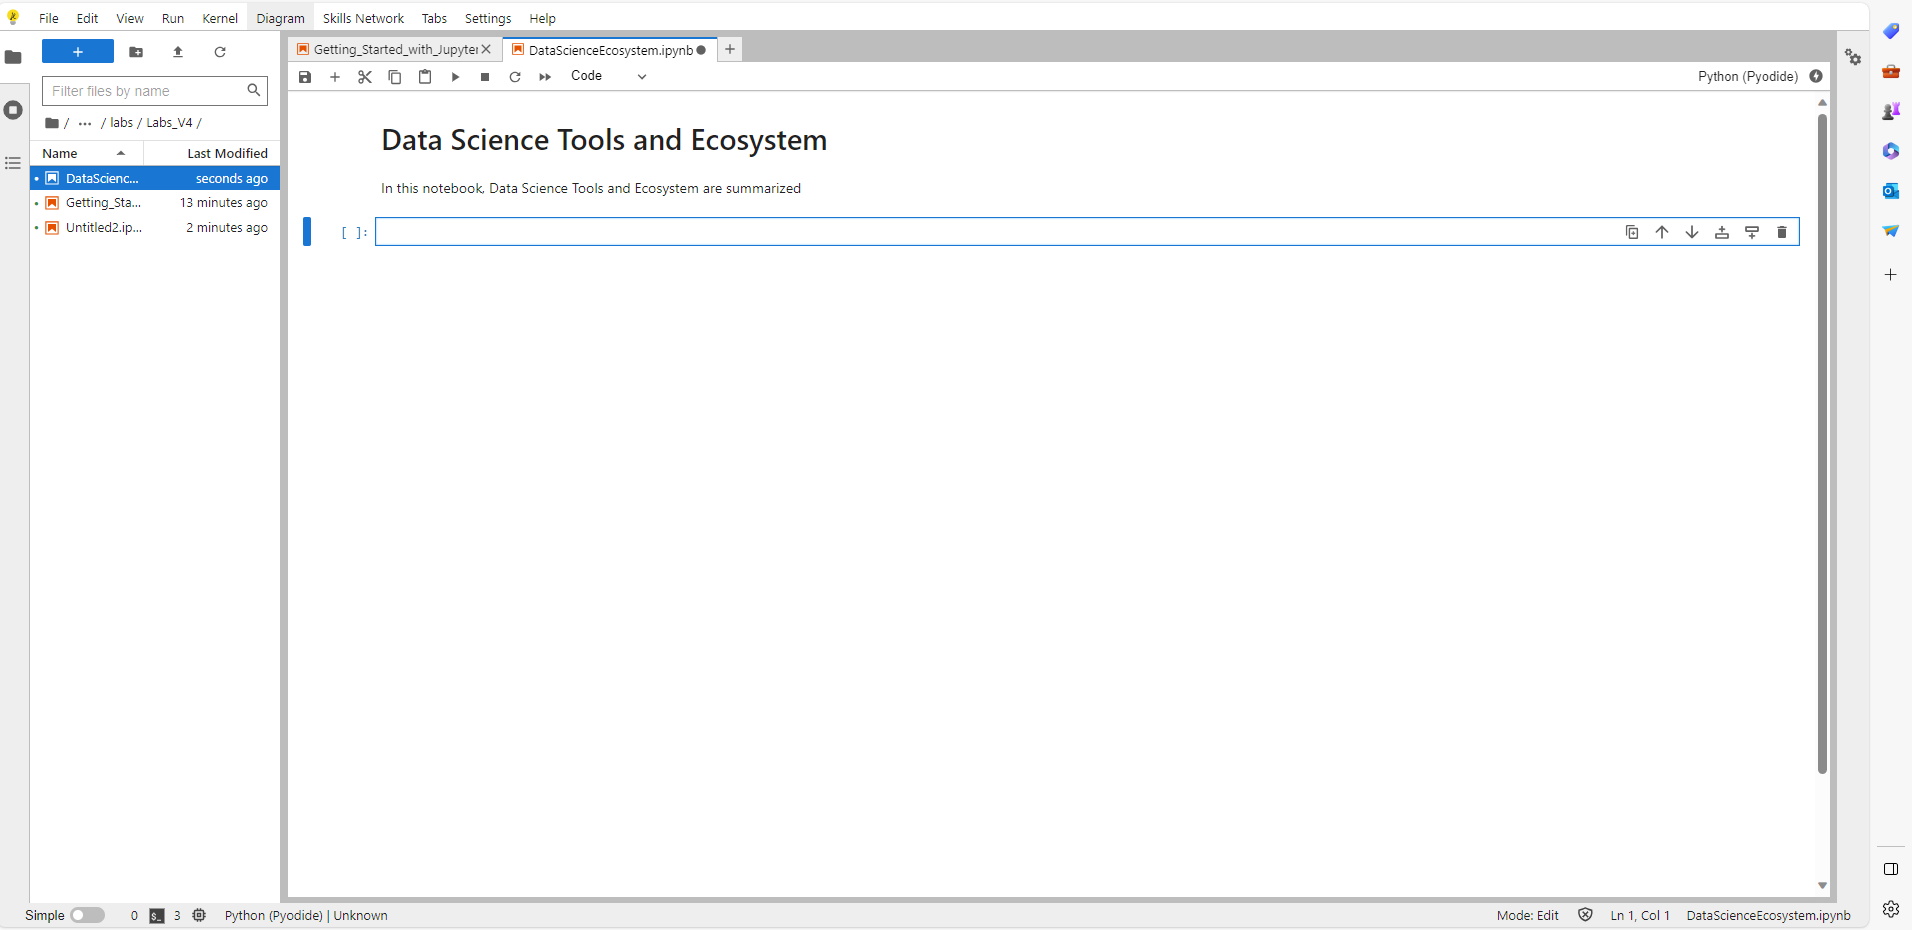 File Edit View Run Kernel Diagram Skills Network Tabs Settings Help
Getting_Started_with_Jupyter
DataScienceEcosystem.ipynb
Code
Python (Pyodide)
Filter files by name
/ ... / labs / Labs_V4 /
Name Last Modified
DataScienc... seconds ago
Getting_Sta... 13 minutes ago
Untitled2.ip... 2 minutes ago
Data Science Tools and Ecosystem
In this notebook, Data Science Tools and Ecosystem are summarized
[ ]:
Simple 0 $_ 3 Python (Pyodide) | Unknown
Mode: Edit Ln 1, Col 1 DataScienceEcosystem.ipynb